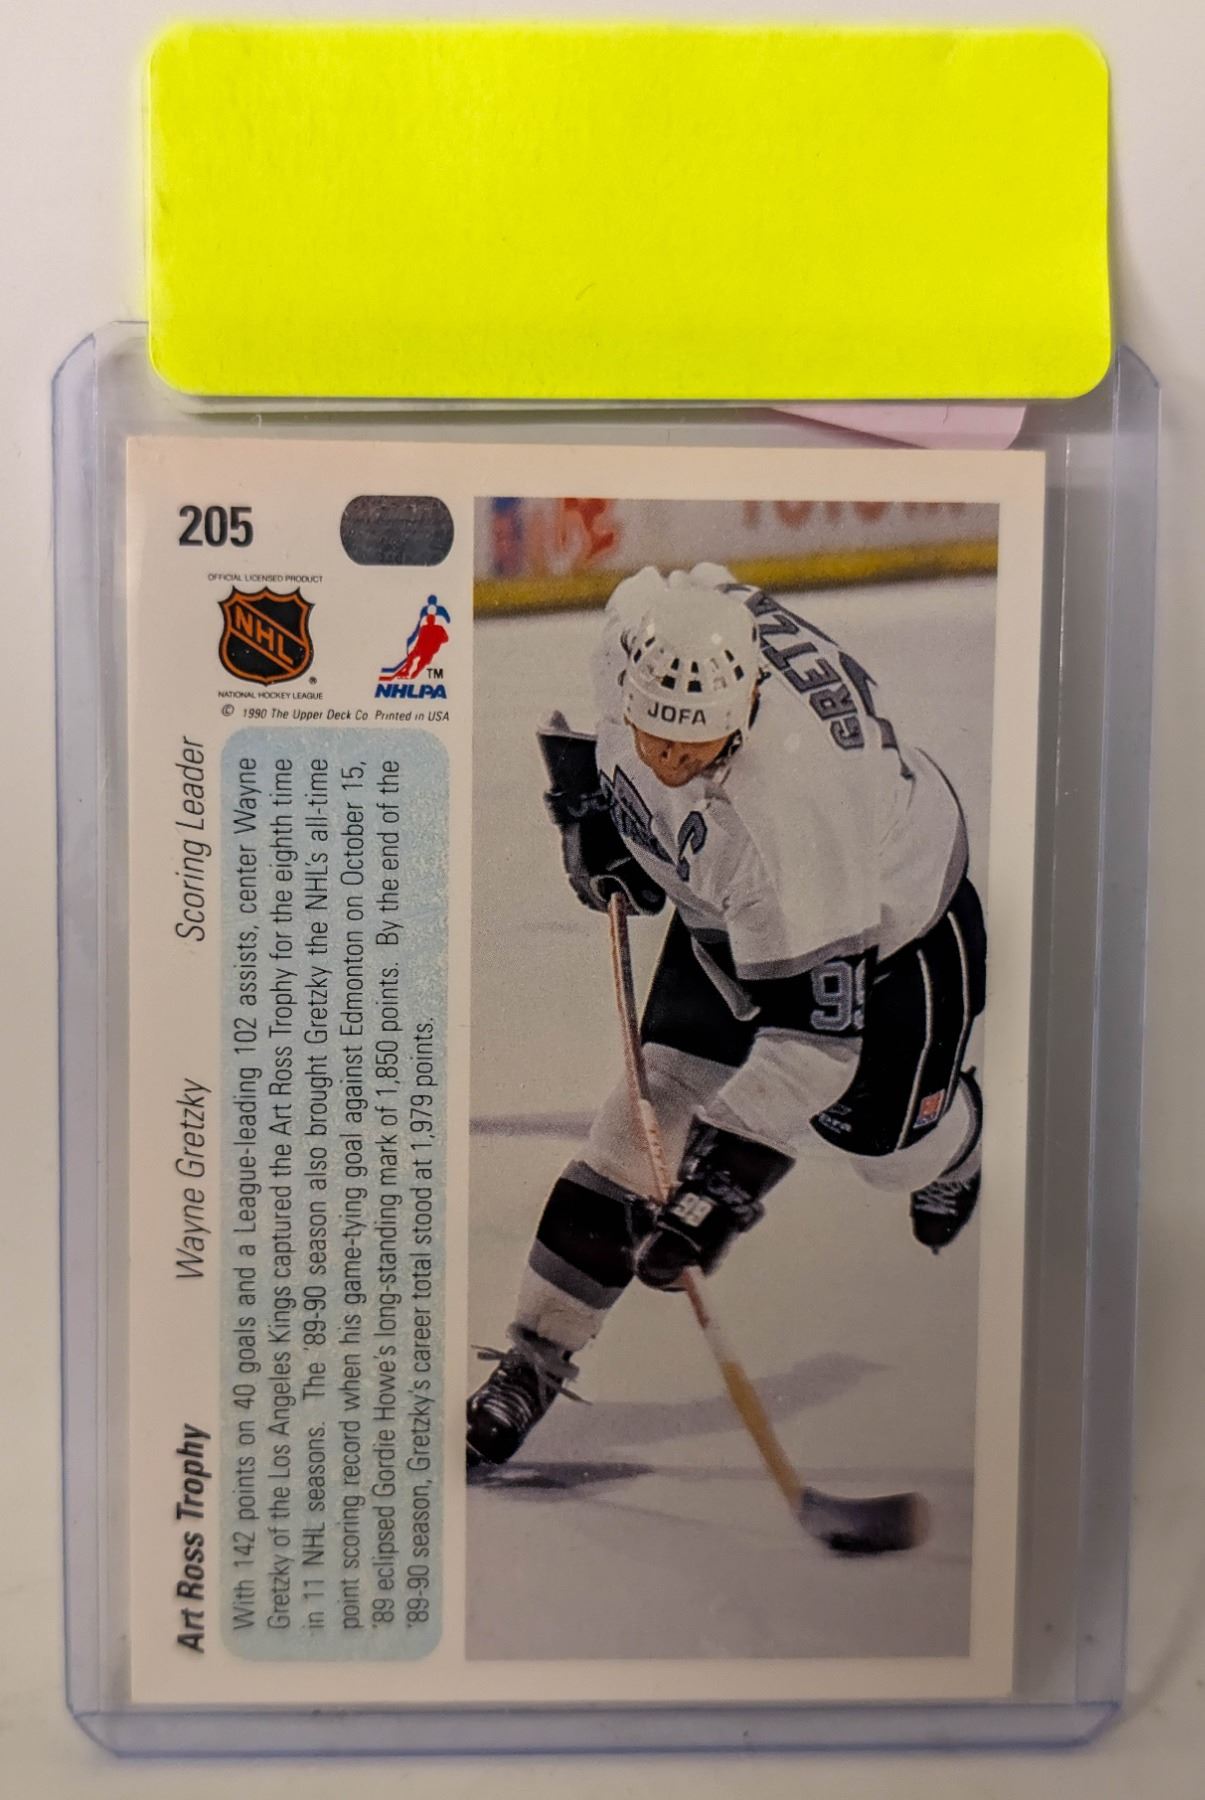 205
OFFICIAL LICENSED PRODUCT
NHL
®
NATIONAL HOCKEY LEAGUE
TM
NHLPA
© 1990 The Upper Deck Co Printed in USA
Art Ross Trophy Wayne Gretzky Scoring Leader
With 142 points on 40 goals and a League-leading 102 assists, center Wayne
Gretzky of the Los Angeles Kings captured the Art Ross Trophy for the eighth time
in 11 NHL seasons. The '89-90 season also brought Gretzky the NHL's all-time
point scoring record when his game-tying goal against Edmonton on October 15,
'89 eclipsed Gordie Howe's long-standing mark of 1,850 points. By the end of the
'89-90 season, Gretzky's career total stood at 1,979 points.
JOFA
GRETZKY
C
99
99